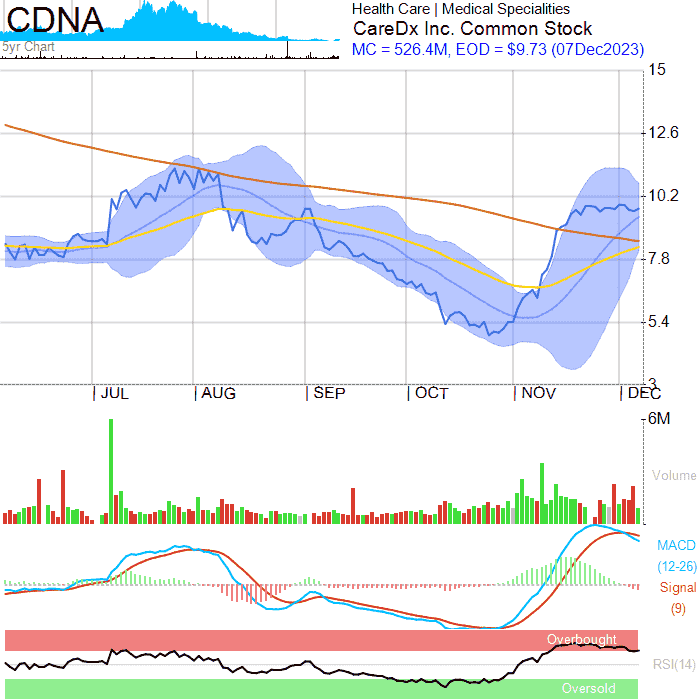 CDNA
5yr Chart
Health Care | Medical Specialities
CareDx Inc. Common Stock
MC = 526.4M, EOD = $9.73 (07Dec2023)
15
12.6
10.2
7.8
5.4
3
JUL AUG SEP OCT NOV DEC
6M
Volume
MACD
(12-26)
Signal
(9)
Overbought
RSI(14)
Oversold